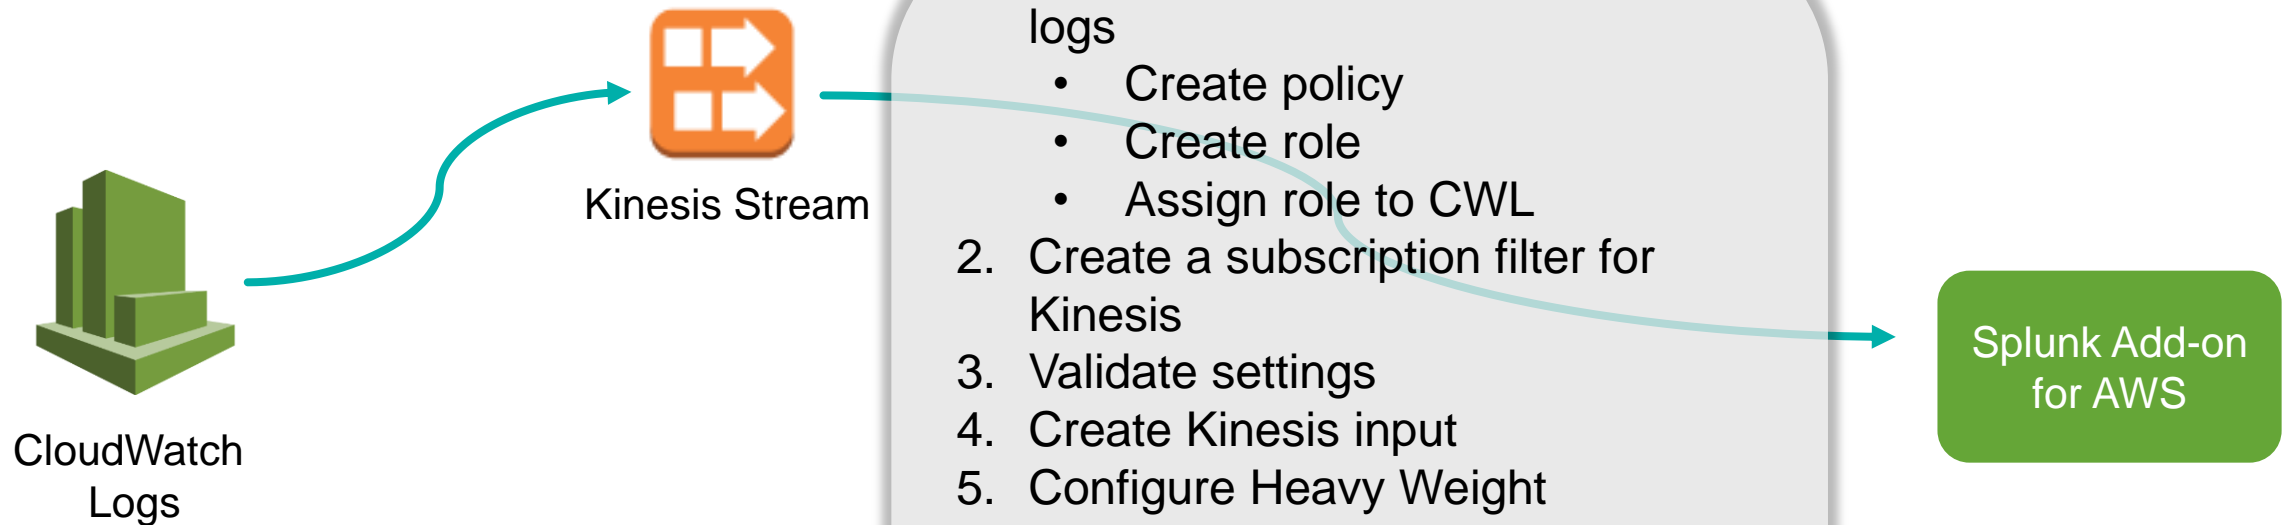 CloudWatch
Logs
Kinesis Stream
logs
• Create policy
• Create role
• Assign role to CWL
2. Create a subscription filter for
Kinesis
3. Validate settings
4. Create Kinesis input
5. Configure Heavy Weight
Splunk Add-on
for AWS